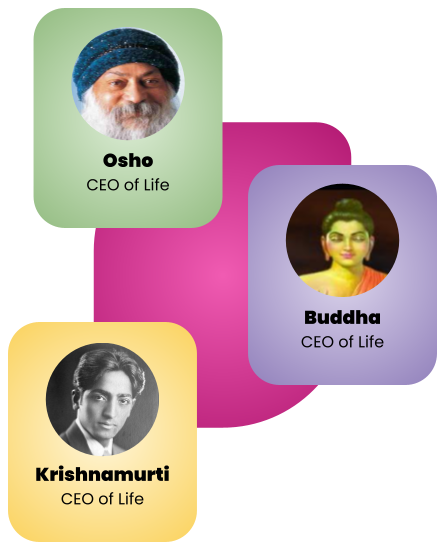 Osho
CEO of Life
Buddha
CEO of Life
Krishnamurti
CEO of Life